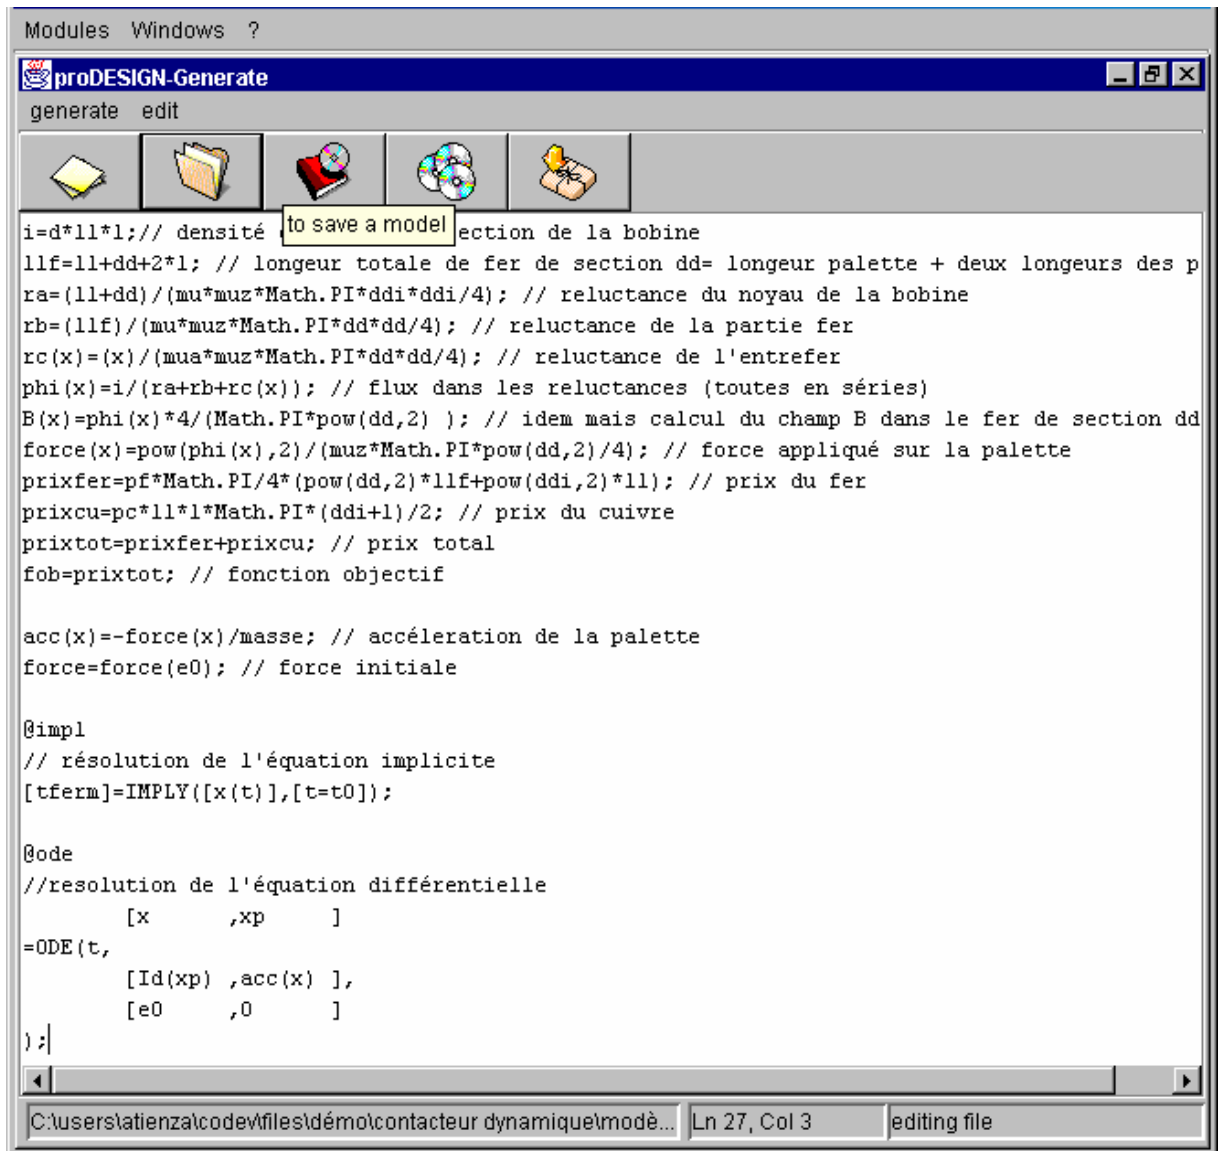 Modules Windows ?
proDESIGN-Generate
generate edit
to save a model
i=d*ll*l;// densité ection de la bobine
llf=ll+dd+2*l; // longeur totale de fer de section dd= longeur palette + deux longeurs des p
ra=(ll+dd)/(mu*muz*Math.PI*ddi*ddi/4); // reluctance du noyau de la bobine
rb=(llf)/(mu*muz*Math.PI*dd*dd/4); // reluctance de la partie fer
rc(x)=(x)/(mua*muz*Math.PI*dd*dd/4); // reluctance de l'entrefer
phi(x)=i/(ra+rb+rc(x)); // flux dans les reluctances (toutes en séries)
B(x)=phi(x)*4/(Math.PI*pow(dd,2) ); // idem mais calcul du champ B dans le fer de section dd
force(x)=pow(phi(x),2)/(muz*Math.PI*pow(dd,2)/4); // force appliqué sur la palette
prixfer=pf*Math.PI/4*(pow(dd,2)*llf+pow(ddi,2)*ll); // prix du fer
prixcu=pc*ll*l*Math.PI*(ddi+l)/2; // prix du cuivre
prixtot=prixfer+prixcu; // prix total
fob=prixtot; // fonction objectif
acc(x)=-force(x)/masse; // accéleration de la palette
force=force(e0); // force initiale
@impl
// résolution de l'équation implicite
[tferm]=IMPLY([x(t)],[t=t0]);
@ode
//resolution de l'équation différentielle
[x ,xp ]
=ODE(t,
[Id(xp) ,acc(x) ],
[e0 ,0 ]
);
C:\users\atienza\codev\files\démo\contacteur dynamique\modè... Ln 27, Col 3 editing file